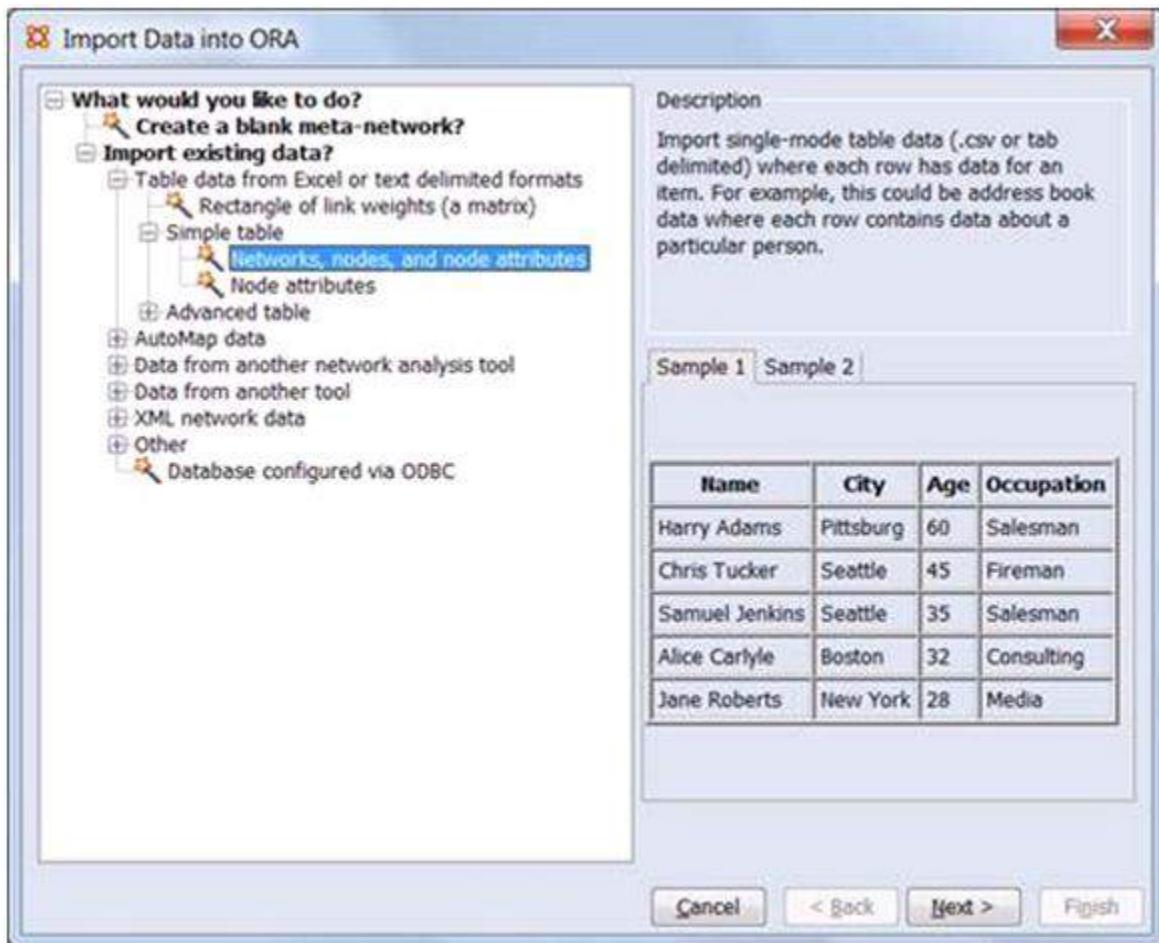 Import Data into ORA
X
What would you like to do?
Create a blank meta-network?
Import existing data?
Table data from Excel or text delimited formats
Rectangle of link weights (a matrix)
Simple table
Networks, nodes, and node attributes
Node attributes
Advanced table
AutoMap data
Data from another network analysis tool
Data from another tool
XML network data
Other
Database configured via ODBC
Description
Import single-mode table data (.csv or tab
delimited) where each row has data for an
item. For example, this could be address book
data where each row contains data about a
particular person.
Sample 1 Sample 2
Name City Age Occupation
Harry Adams Pittsburg 60 Salesman
Chris Tucker Seattle 45 Fireman
Samuel Jenkins Seattle 35 Salesman
Alice Carlyle Boston 32 Consulting
Jane Roberts New York 28 Media
Cancel < Back Next > Finish